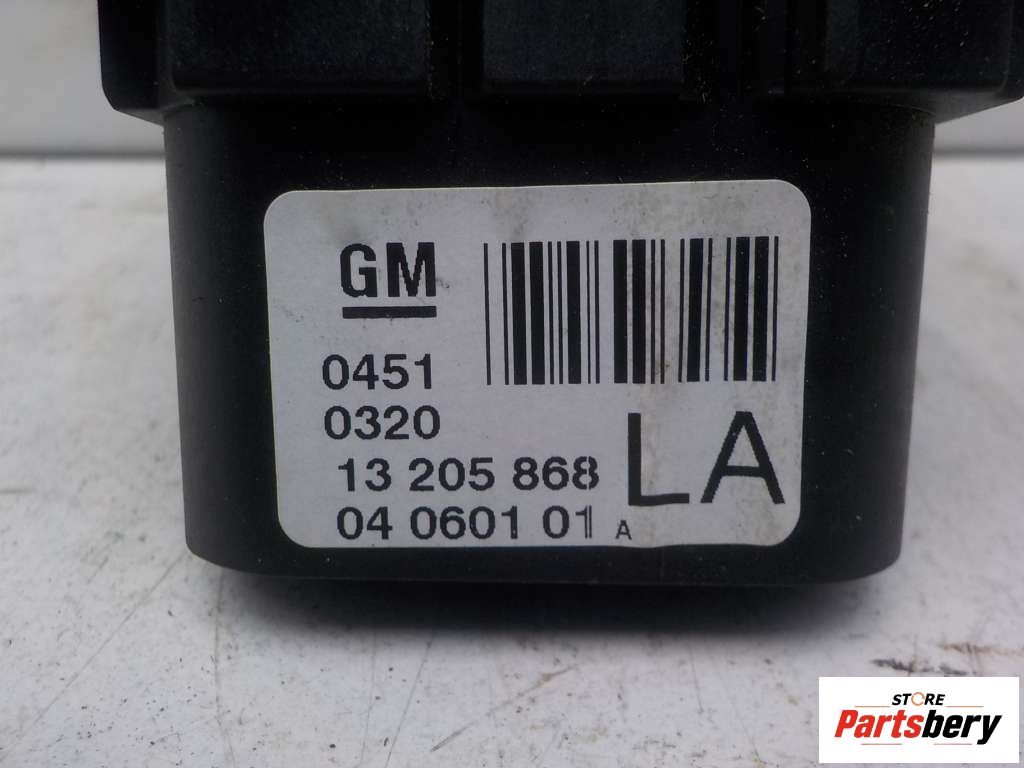 GM
0451
0320
13 205 868
LA
04 0601 01 A
STORE
Partsbery